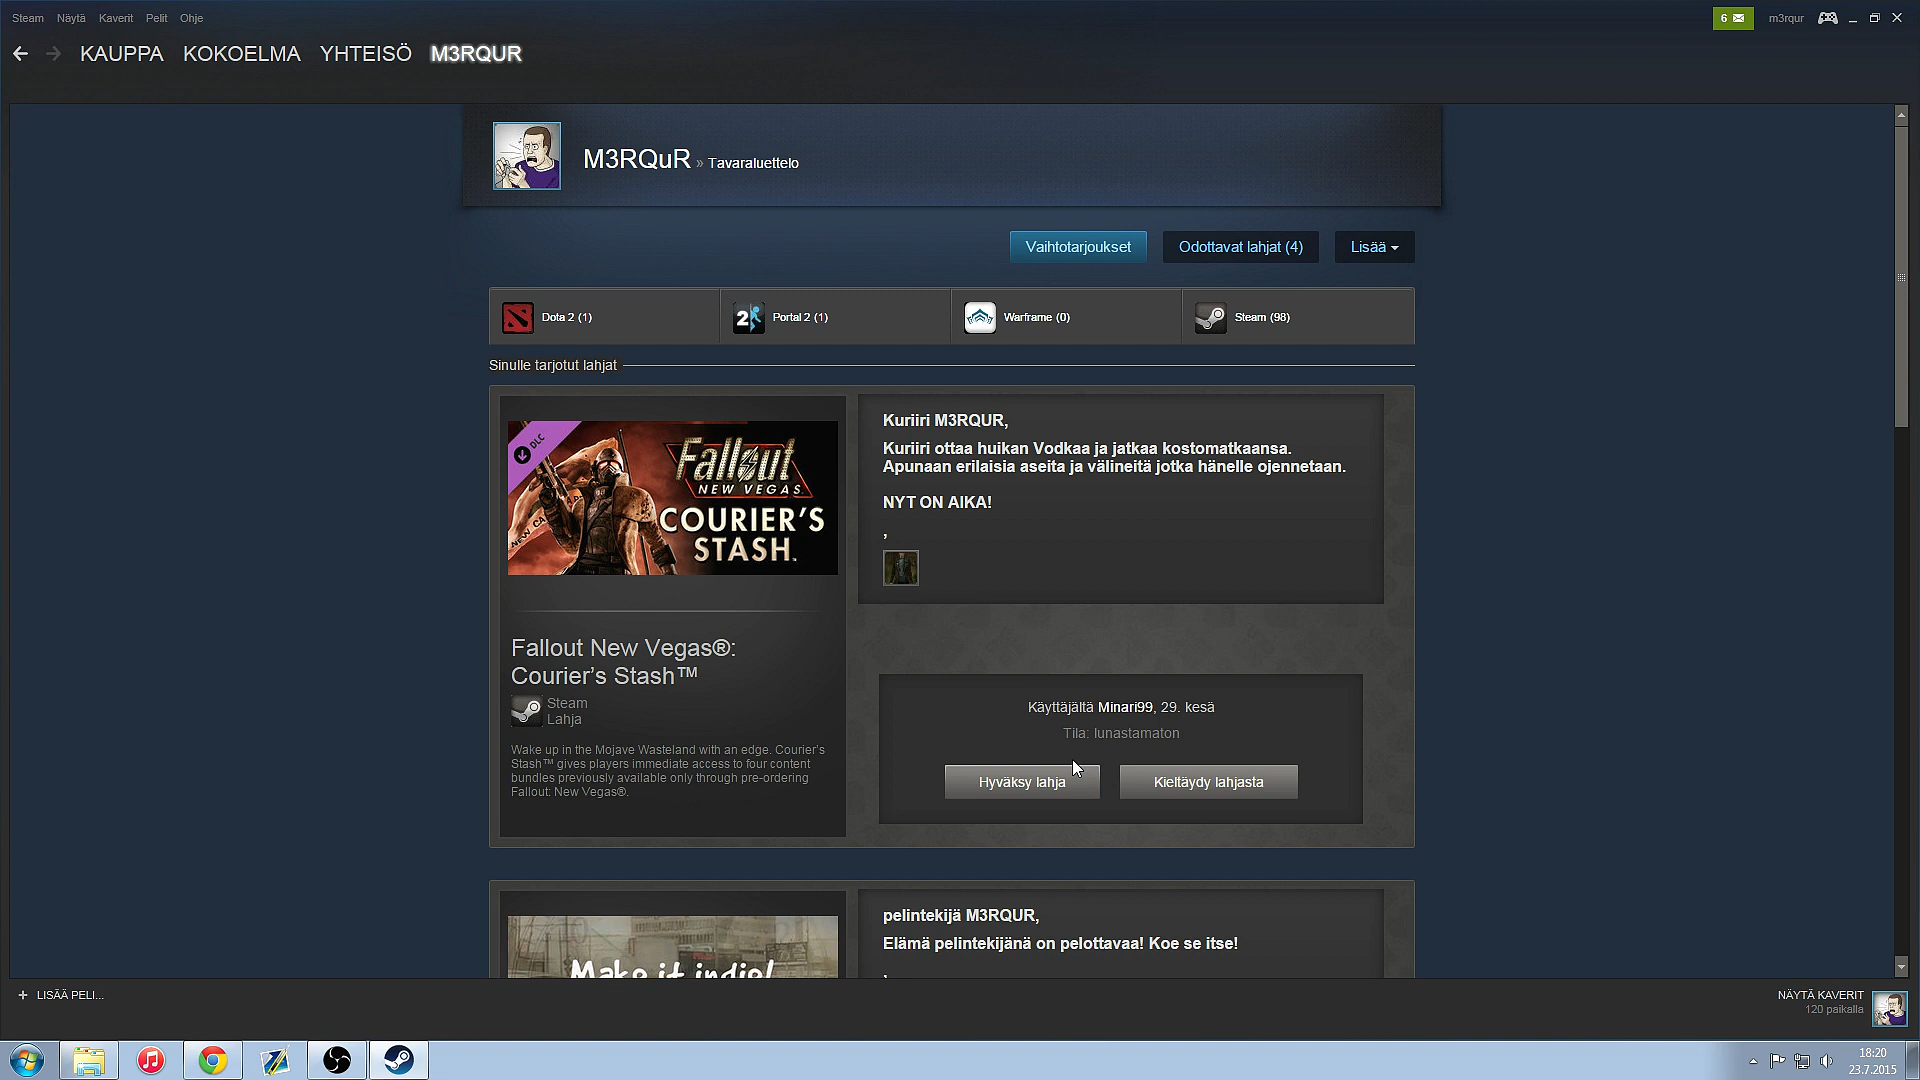 Steam Näytä Kaverit Pelit Ohje
6 m3rqur
KAUPPA KOKOELMA YHTEISÖ M3RQUR
M3RQuR » Tavaraluettelo
Vaihtotarjoukset Odottavat lahjat (4) Lisää
Dota 2 (1) Portal 2 (1) Warframe (0) Steam (98)
Sinulle tarjotut lahjat
DLC
Fallout
NEW VEGAS
COURIER'S
STASH
Kuriiri M3RQUR,
Kuriiri ottaa huikan Vodkaa ja jatkaa kostomatkaansa.
Apunaan erilaisia aseita ja välineitä jotka hänelle ojennetaan.
NYT ON AIKA!
,
Fallout New Vegas®:
Courier's Stash™
Steam
Lahja
Wake up in the Mojave Wasteland with an edge. Courier's
Stash™ gives players immediate access to four content
bundles previously available only through pre-ordering
Fallout: New Vegas®.
Käyttäjältä Minari99, 29. kesä
Tila: lunastamaton
Hyväksy lahja Kieltäydy lahjasta
Make it indie!
pelintekijä M3RQUR,
Elämä pelintekijänä on pelottavaa! Koe se itse!
,
+ LISÄÄ PELI...
NÄYTÄ KAVERIT
120 paikalla
18:20
23.7.2015